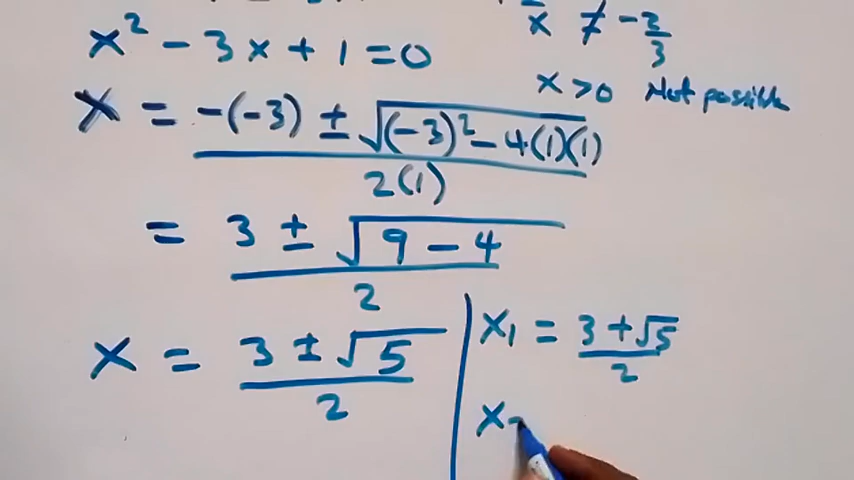 x² - 3x + 1 = 0
x ≠ -2/3
x > 0 Not possible
x = (-(-3) ± √((-3)² - 4(1)(1))) / 2(1)
= (3 ± √(9 - 4)) / 2
x = (3 ± √5) / 2
x₁ = (3 + √5) / 2
x